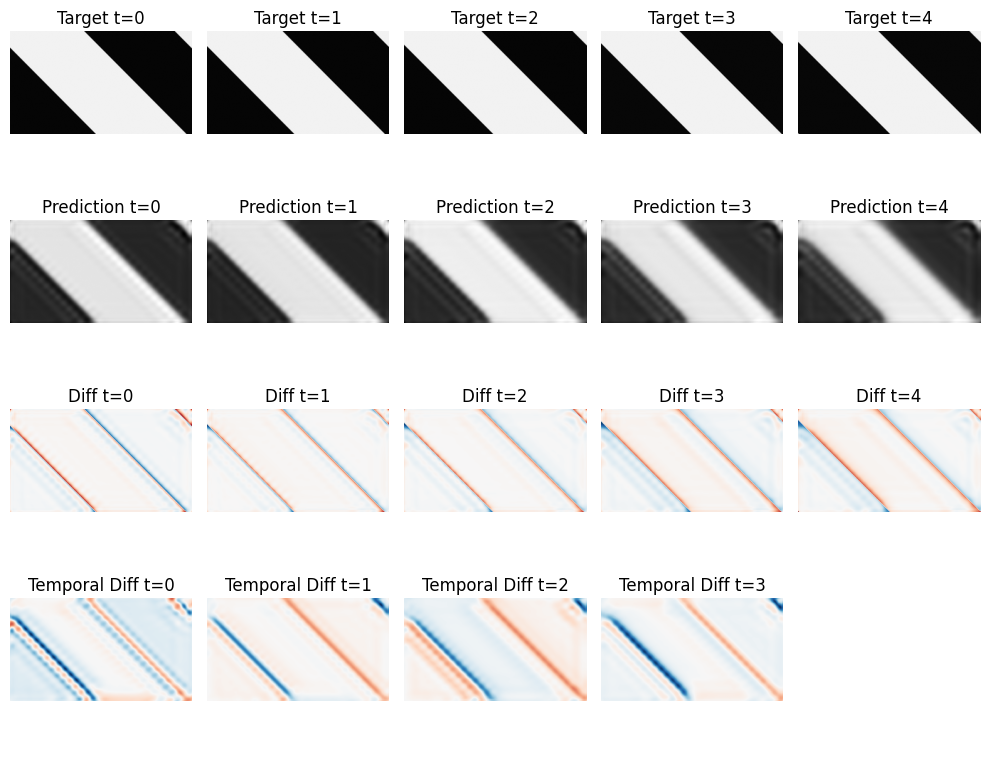 Target t=0 Target t=1 Target t=2 Target t=3 Target t=4
Prediction t=0 Prediction t=1 Prediction t=2 Prediction t=3 Prediction t=4
Diff t=0 Diff t=1 Diff t=2 Diff t=3 Diff t=4
Temporal Diff t=0 Temporal Diff t=1 Temporal Diff t=2 Temporal Diff t=3